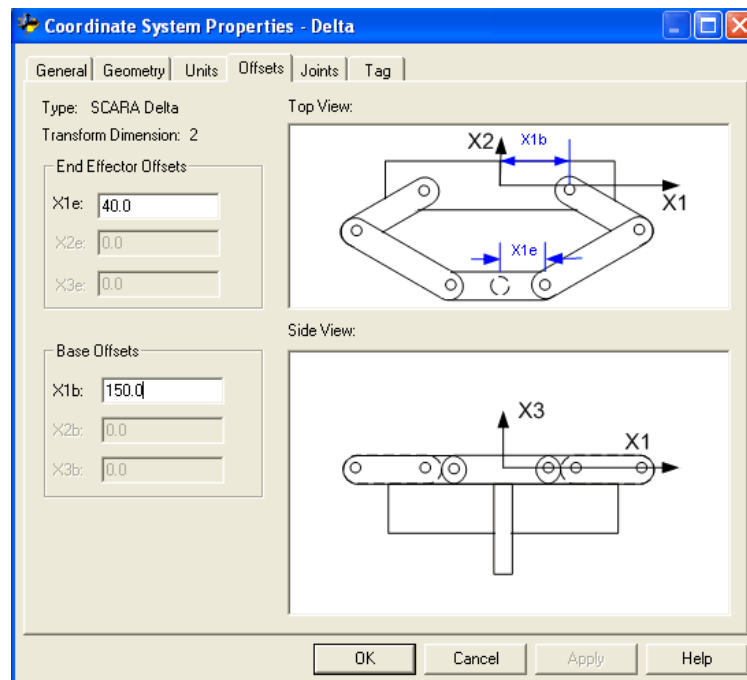 Coordinate System Properties - Delta
General Geometry Units Offsets Joints Tag
Type: SCARA Delta
Transform Dimension: 2
End Effector Offsets
X1e: 40.0
X2e: 0.0
X3e: 0.0
Base Offsets
X1b: 150.0
X2b: 0.0
X3b: 0.0
Top View:
X2 X1b
X1
X1e
Side View:
X3
X1
OK Cancel Apply Help